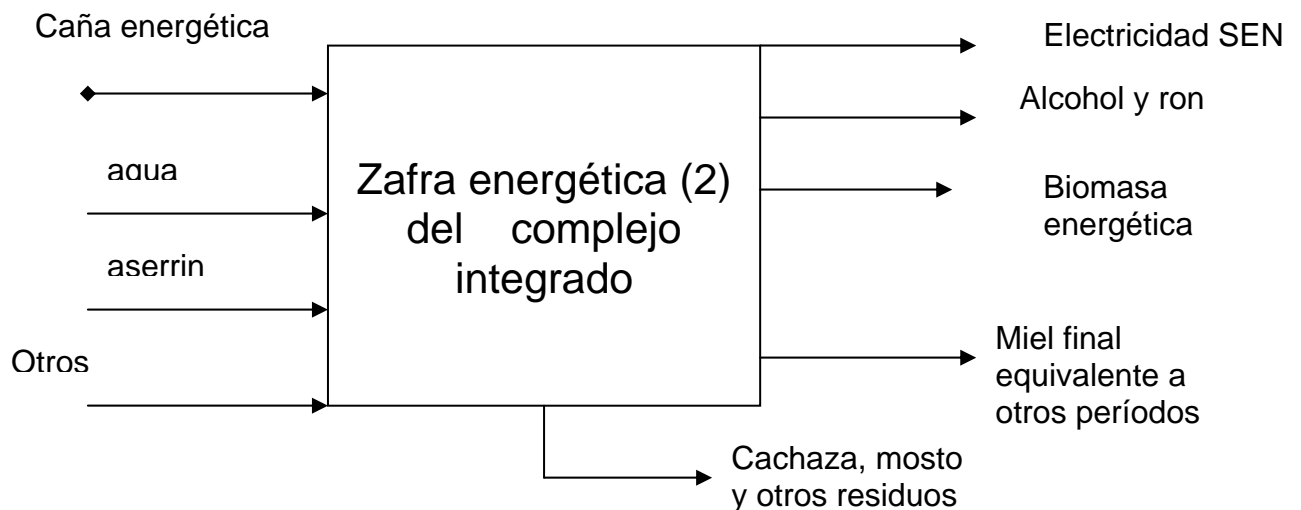 Caña energética
agua
aserrin
Otros
Zafra energética (2)
del complejo
integrado
Electricidad SEN
Alcohol y ron
Biomasa
energética
Miel final
equivalente a
otros períodos
Cachaza, mosto
y otros residuos